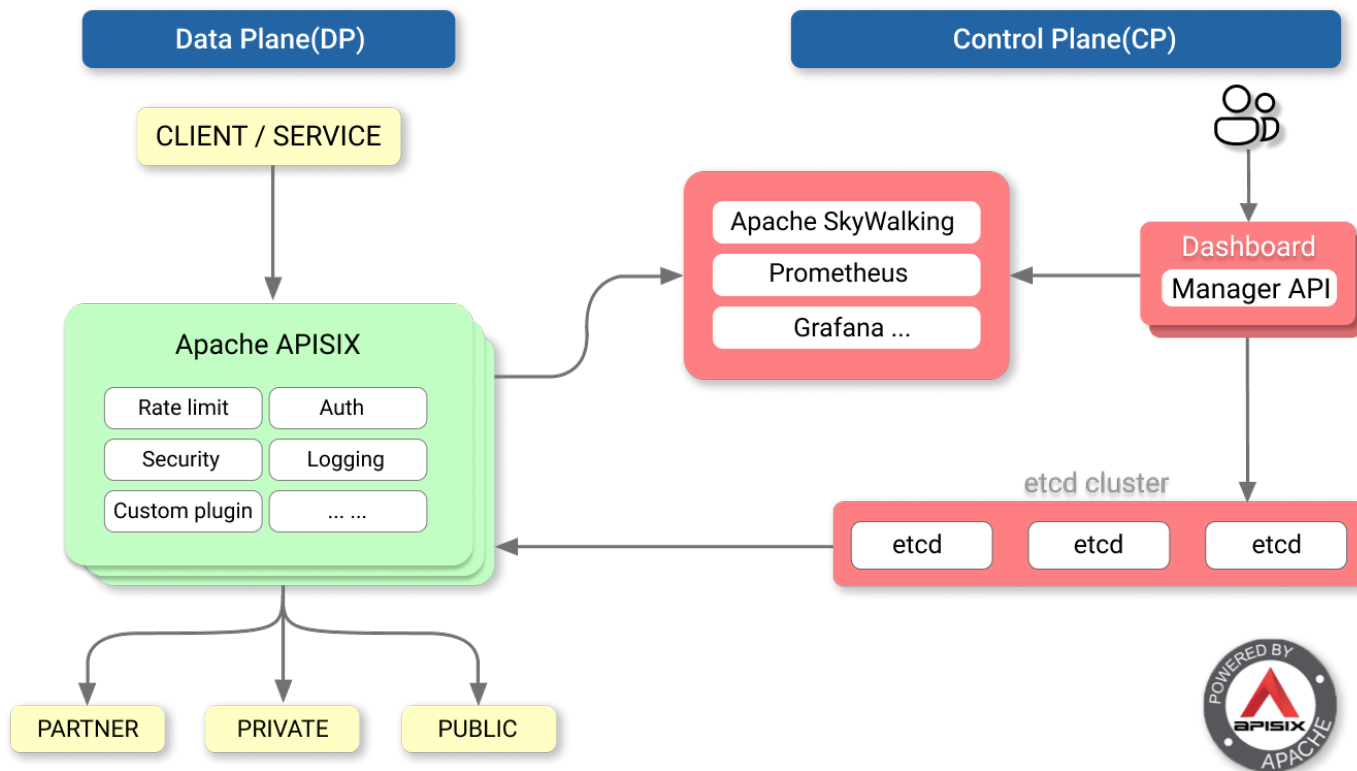 Data Plane(DP)
Control Plane(CP)
CLIENT / SERVICE
Apache SkyWalking
Prometheus
Grafana ...
Dashboard
Manager API
Apache APISIX
Rate limit
Auth
Security
Logging
Custom plugin
... ...
etcd cluster
etcd
etcd
etcd
PARTNER
PRIVATE
PUBLIC
POWERED BY
APISIX
APACHE